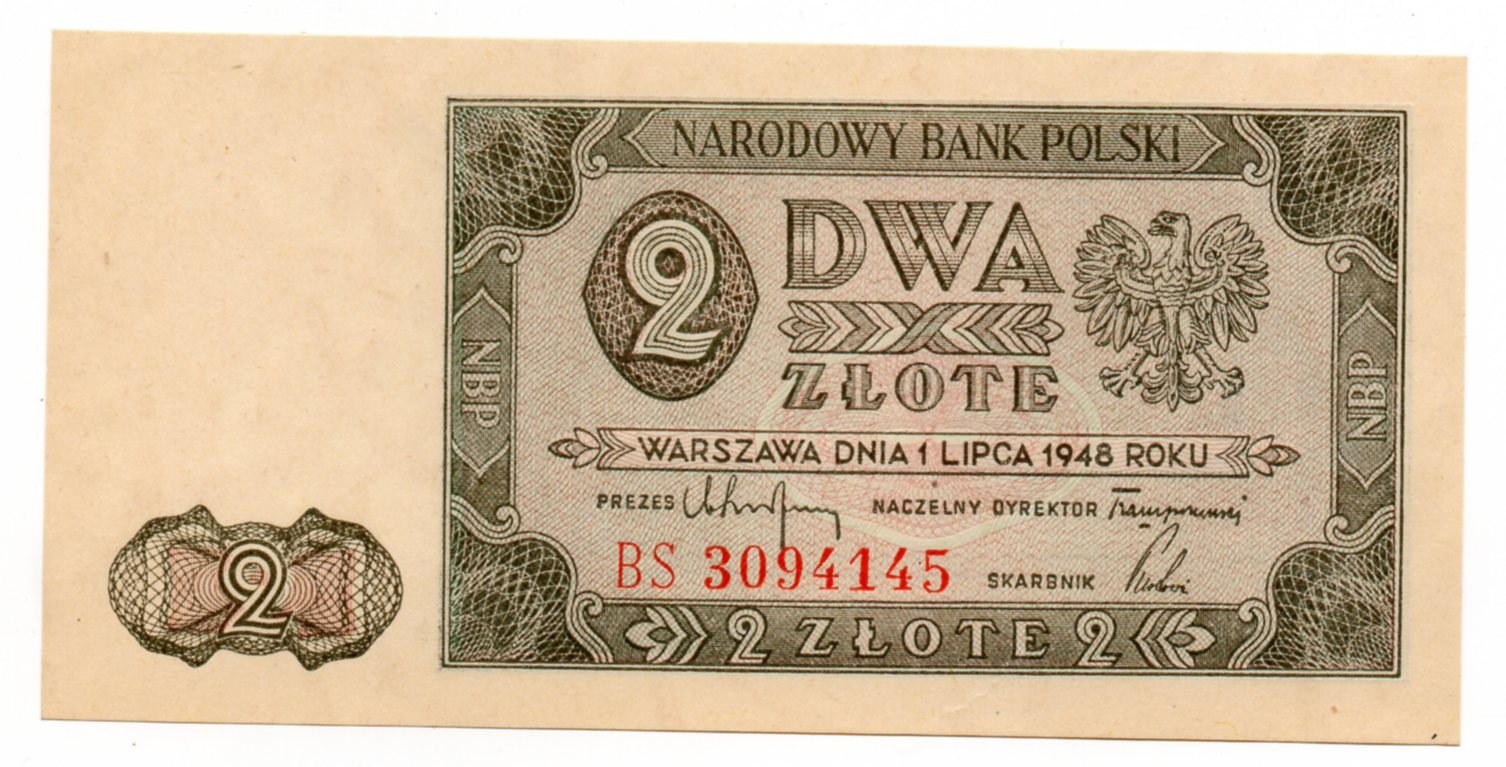 NARODOWY BANK POLSKI
2
DWA
ZŁOTE
NBP
NBP
WARSZAWA DNIA 1 LIPCA 1948 ROKU
PREZES
NACZELNY DYREKTOR
BS 3094145
SKARBNIK
2
2 ZŁOTE 2